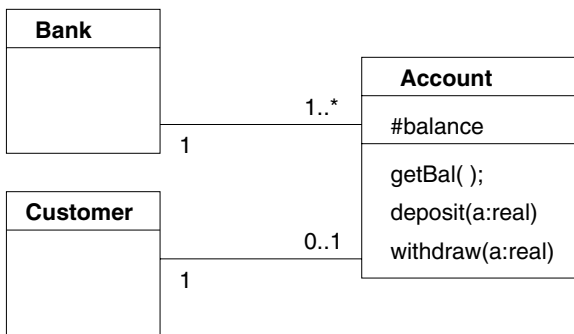 Bank
Account
1..*
#balance
1
getBal( );
deposit(a:real)
Customer
0..1
withdraw(a:real)
1